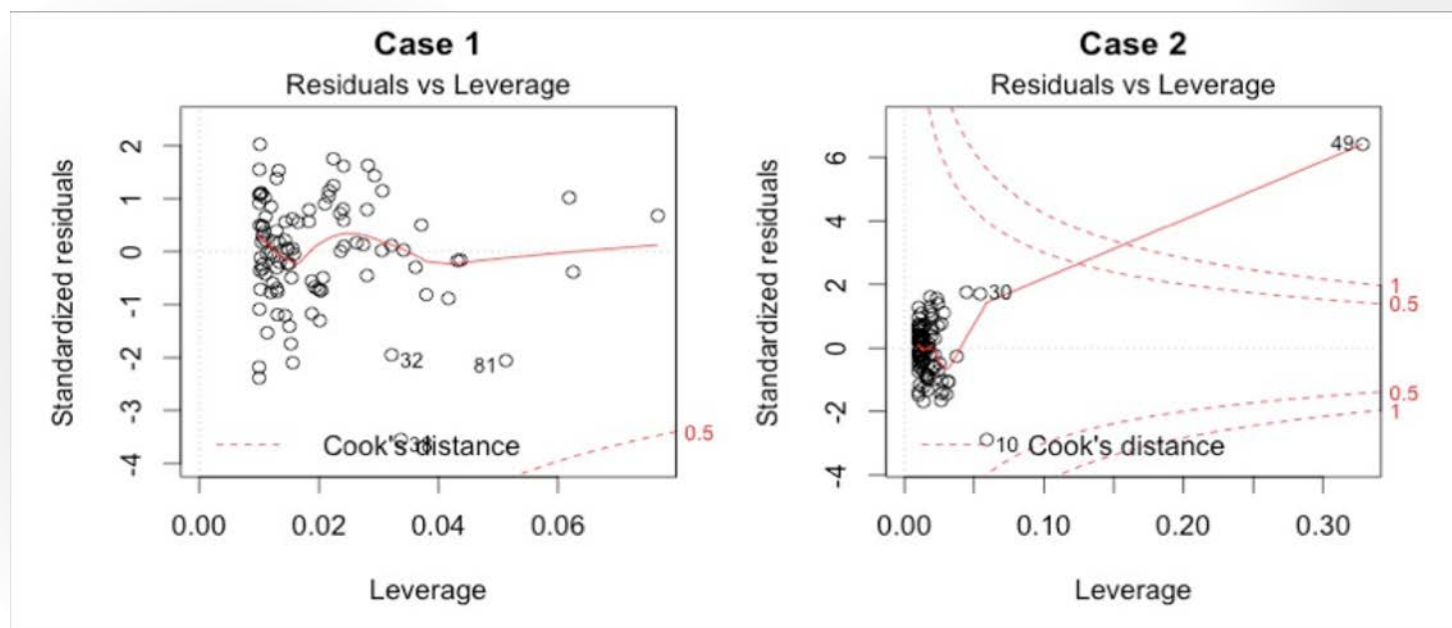 Case 1
Residuals vs Leverage
Standardized residuals
2
1
0
-1
-2
-3
-4
32
81
38
Cook's distance
0.5
0.00 0.02 0.04 0.06
Leverage
Case 2
Residuals vs Leverage
Standardized residuals
6
4
2
0
-2
-4
49
30
10
Cook's distance
1
0.5
0.5
1
0.00 0.10 0.20 0.30
Leverage